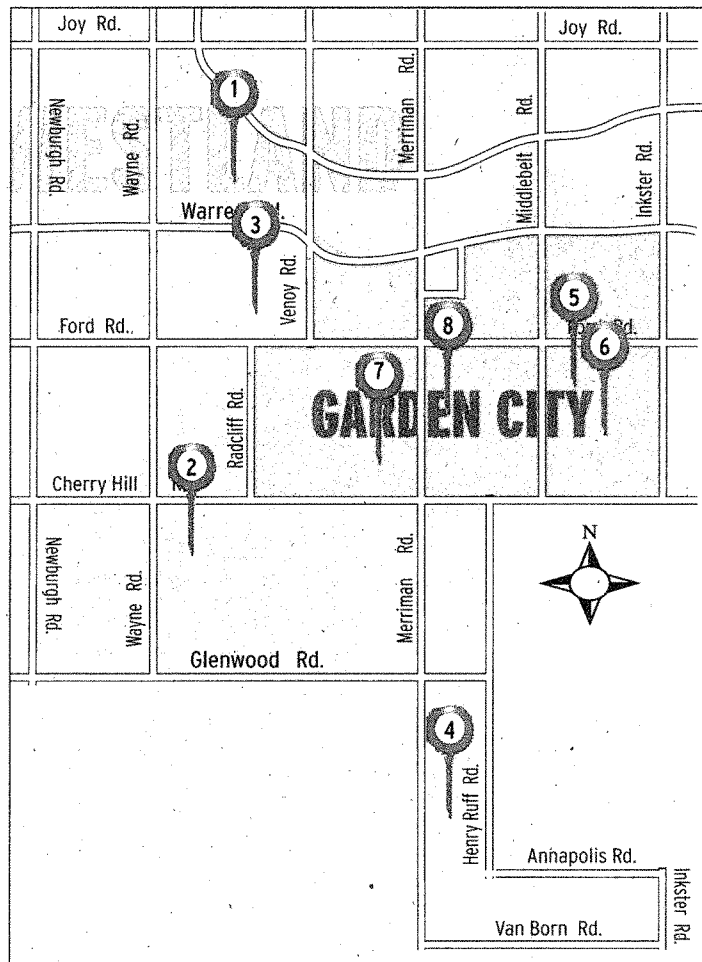 Joy Rd.
Joy Rd.
1
WESTLAND
Newburgh Rd.
Wayne Rd.
Merriman Rd.
Middlebelt Rd.
Inkster Rd.
3
Venoy Rd.
5
Ford Rd..
8
6
7
GARDEN CITY
Radcliff Rd.
2
Cherry Hill
N
Newburgh Rd.
Wayne Rd.
Merriman Rd.
Glenwood Rd.
4
Henry Ruff Rd.
Annapolis Rd.
Inkster Rd.
Van Born Rd.